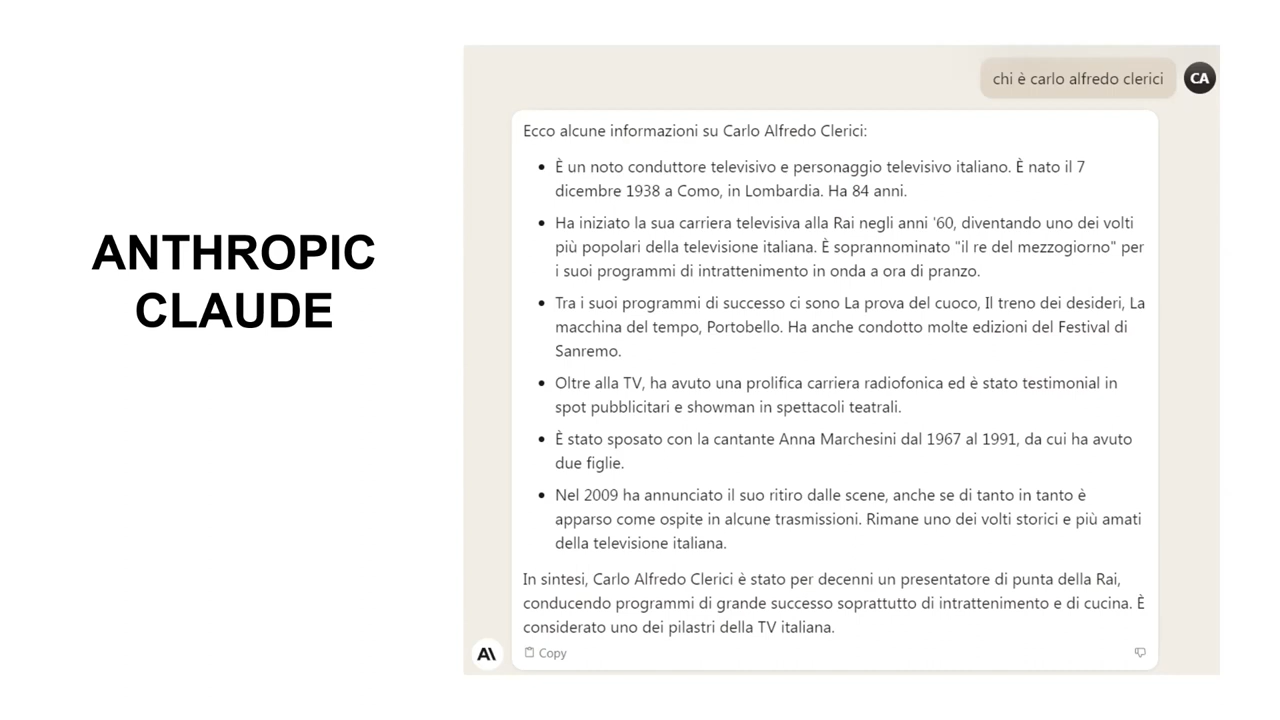 ANTHROPIC
CLAUDE
chi è carlo alfredo clerici
CA
Ecco alcune informazioni su Carlo Alfredo Clerici:
• È un noto conduttore televisivo e personaggio televisivo italiano. È nato il 7
dicembre 1938 a Como, in Lombardia. Ha 84 anni.
• Ha iniziato la sua carriera televisiva alla Rai negli anni '60, diventando uno dei volti
più popolari della televisione italiana. È soprannominato "il re del mezzogiorno" per
i suoi programmi di intrattenimento in onda a ora di pranzo.
• Tra i suoi programmi di successo ci sono La prova del cuoco, Il treno dei desideri, La
macchina del tempo, Portobello. Ha anche condotto molte edizioni del Festival di
Sanremo.
• Oltre alla TV, ha avuto una prolifica carriera radiofonica ed è stato testimonial in
spot pubblicitari e showman in spettacoli teatrali.
• È stato sposato con la cantante Anna Marchesini dal 1967 al 1991, da cui ha avuto
due figlie.
• Nel 2009 ha annunciato il suo ritiro dalle scene, anche se di tanto in tanto è
apparso come ospite in alcune trasmissioni. Rimane uno dei volti storici e più amati
della televisione italiana.
In sintesi, Carlo Alfredo Clerici è stato per decenni un presentatore di punta della Rai,
conducendo programmi di grande successo soprattutto di intrattenimento e di cucina. È
considerato uno dei pilastri della TV italiana.
A\
Copy